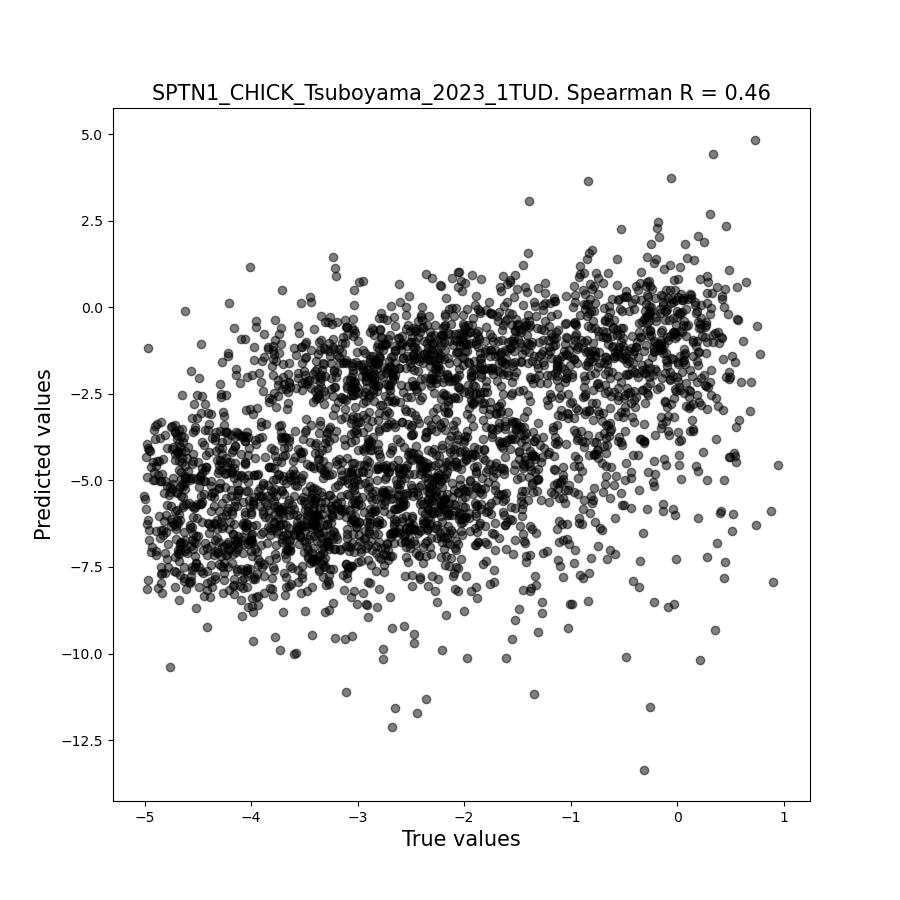 SPTN1_CHICK_Tsuboyama_2023_1TUD. Spearman R = 0.46
5.0
2.5
0.0
−2.5
−5.0
−7.5
−10.0
−12.5
Predicted values
−5 −4 −3 −2 −1 0 1
True values